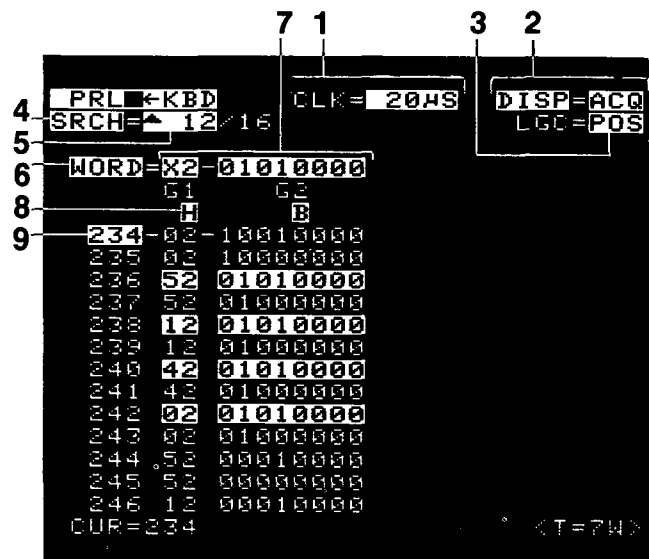 7 1 3 2
PRL■←KBD CLK= 20µS DISP=ACQ
4 SRCH=▲ 12/16 LGC=POS
5
6 WORD=X2-01010000
G1 G2
8 H B
9 234-02-10010000
235 02 10000000
236 52 01010000
237 52 01000000
238 12 01010000
239 12 01000000
240 42 01010000
241 42 01000000
242 02 01010000
243 02 01000000
244 52 00010000
245 52 00000000
246 12 00010000
CUR=234 <T=7W>